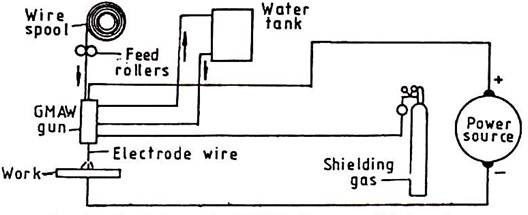 Wire
spool
Water
tank
Feed
rollers
GMAW
gun
Electrode wire
Work
Shielding
gas
+
Power
source
-